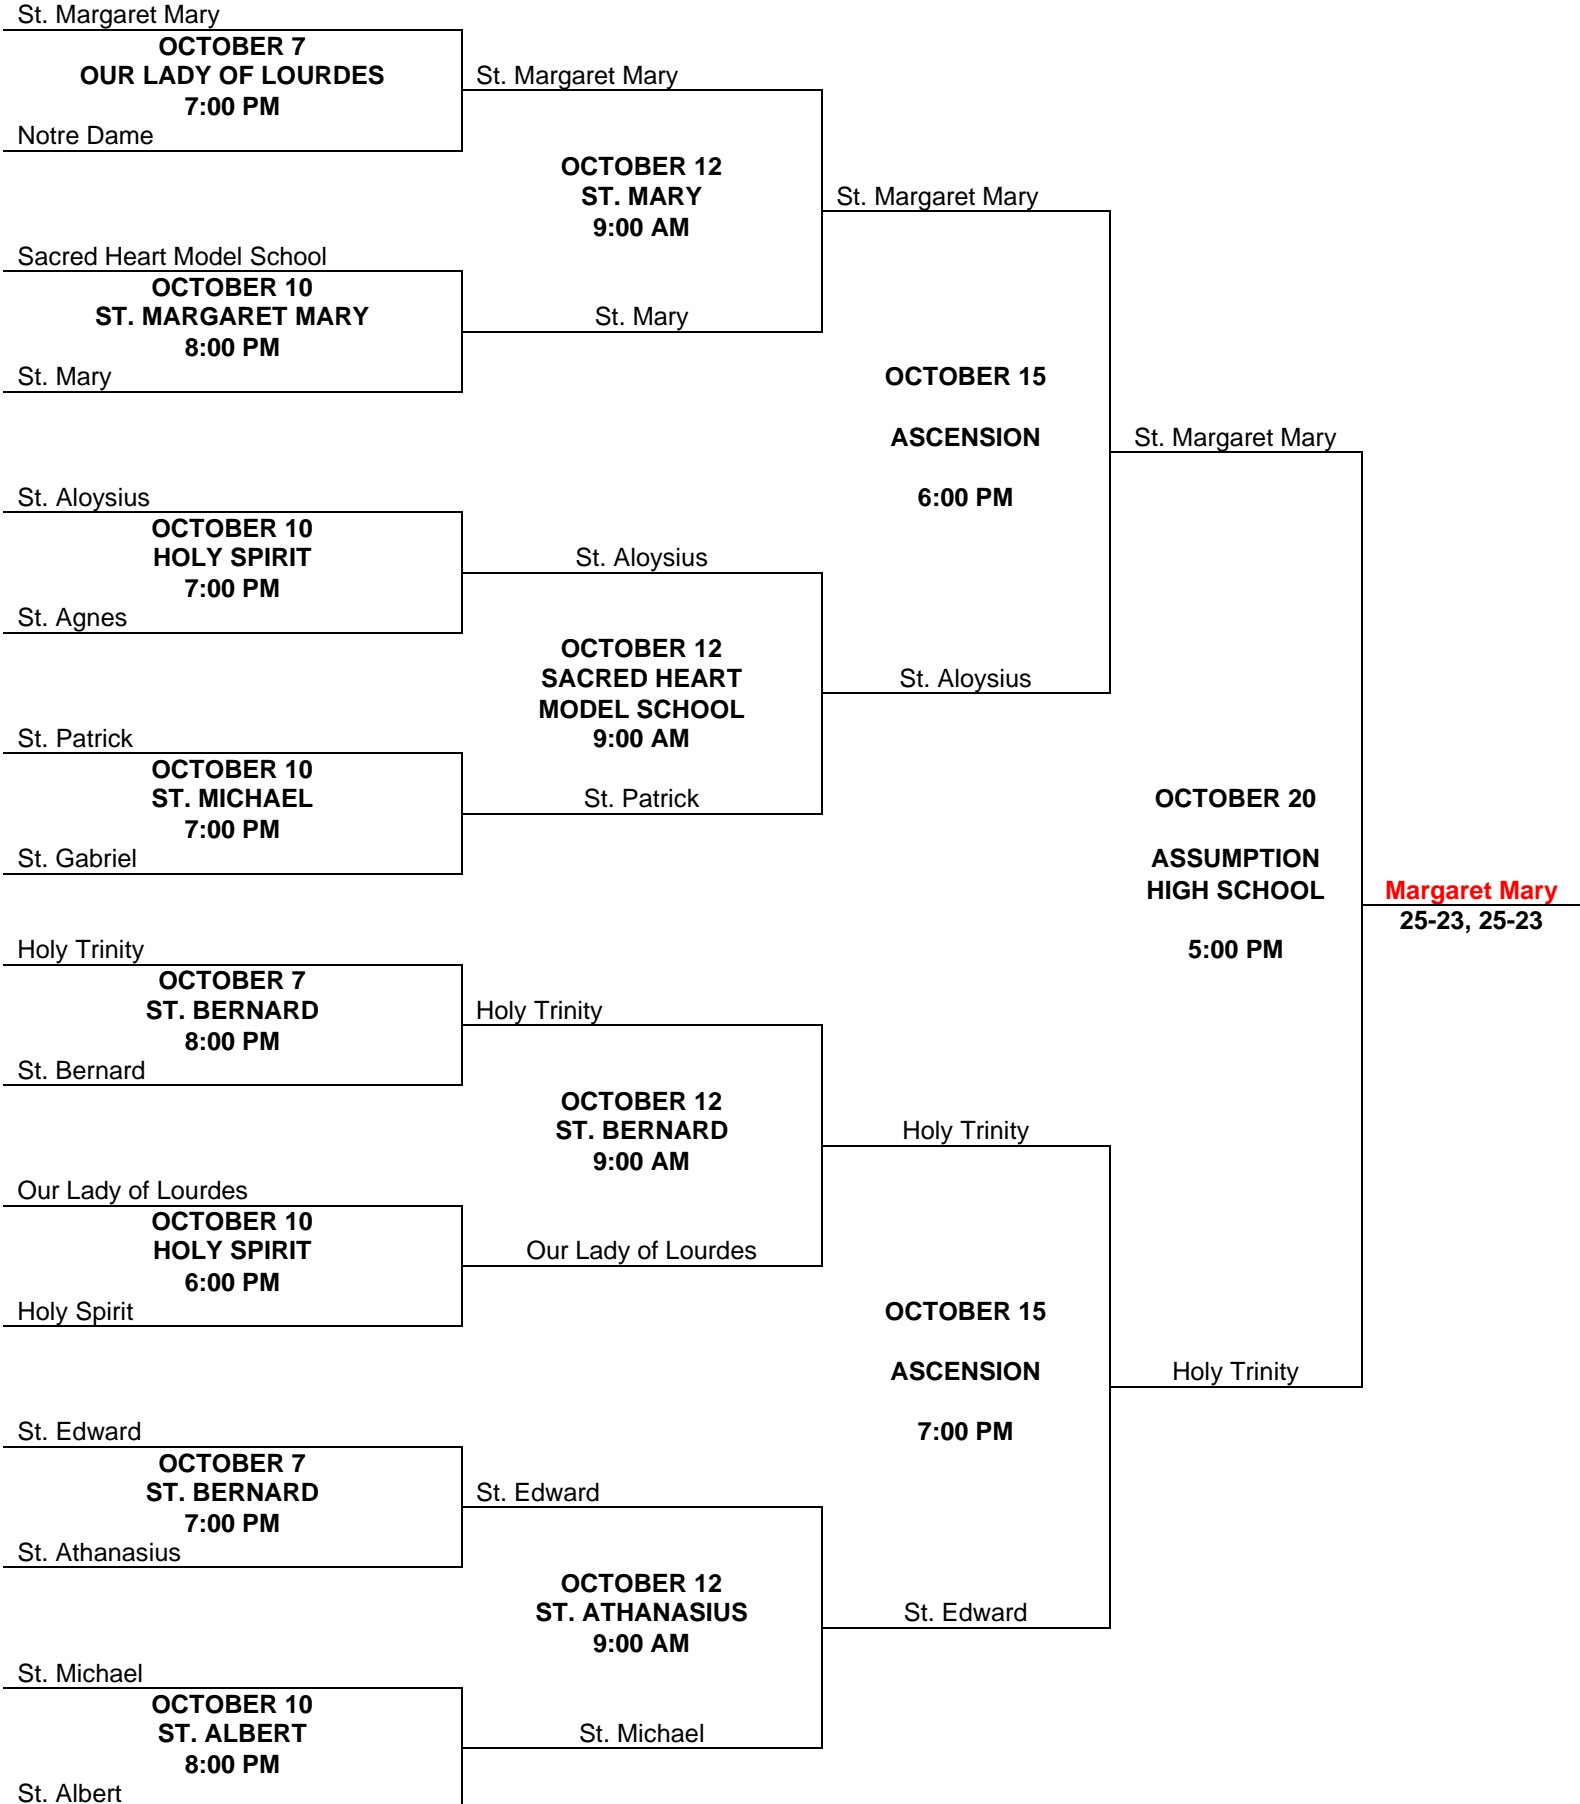 St. Margaret Mary
OCTOBER 7
OUR LADY OF LOURDES
7:00 PM
Notre Dame
St. Margaret Mary
OCTOBER 12
ST. MARY
9:00 AM
St. Margaret Mary
Sacred Heart Model School
OCTOBER 10
ST. MARGARET MARY
8:00 PM
St. Mary
St. Mary
OCTOBER 15
ASCENSION
6:00 PM
St. Margaret Mary
St. Aloysius
OCTOBER 10
HOLY SPIRIT
7:00 PM
St. Agnes
St. Aloysius
OCTOBER 12
SACRED HEART
MODEL SCHOOL
9:00 AM
St. Aloysius
St. Patrick
OCTOBER 10
ST. MICHAEL
7:00 PM
St. Gabriel
St. Patrick
OCTOBER 20
ASSUMPTION
HIGH SCHOOL
5:00 PM
Margaret Mary
25-23, 25-23
Holy Trinity
OCTOBER 7
ST. BERNARD
8:00 PM
St. Bernard
Holy Trinity
OCTOBER 12
ST. BERNARD
9:00 AM
Holy Trinity
Our Lady of Lourdes
OCTOBER 10
HOLY SPIRIT
6:00 PM
Holy Spirit
Our Lady of Lourdes
OCTOBER 15
ASCENSION
7:00 PM
Holy Trinity
St. Edward
OCTOBER 7
ST. BERNARD
7:00 PM
St. Athanasius
St. Edward
OCTOBER 12
ST. ATHANASIUS
9:00 AM
St. Edward
St. Michael
OCTOBER 10
ST. ALBERT
8:00 PM
St. Albert
St. Michael